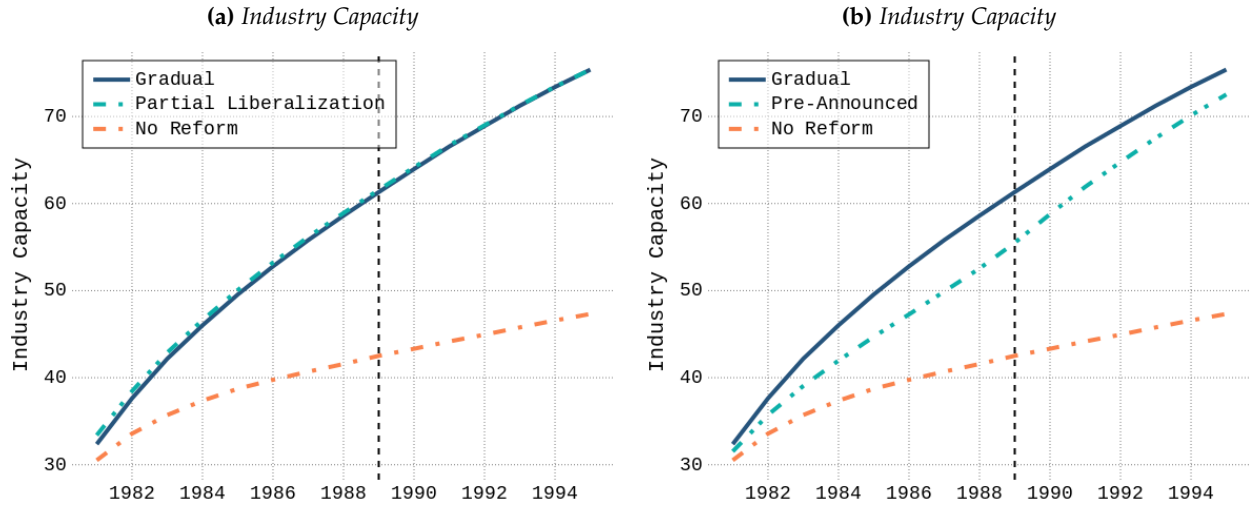 (a) Industry Capacity
Gradual
Partial Liberalization
No Reform
Industry Capacity
70
60
50
40
30
1982 1984 1986 1988 1990 1992 1994
(b) Industry Capacity
Gradual
Pre-Announced
No Reform
Industry Capacity
70
60
50
40
30
1982 1984 1986 1988 1990 1992 1994